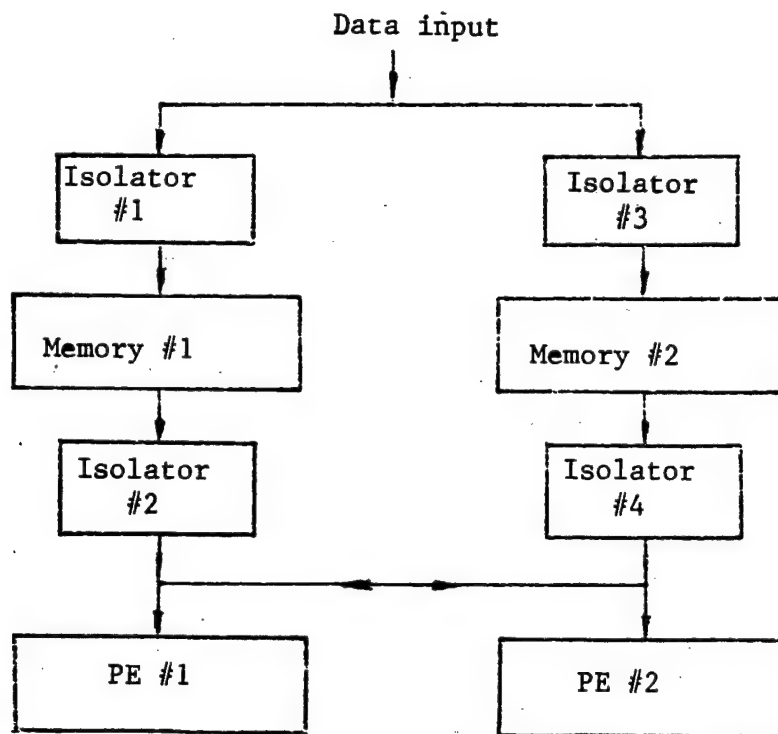 Data input
Isolator
#1
Isolator
#3
Memory #1
Memory #2
Isolator
#2
Isolator
#4
PE #1
PE #2